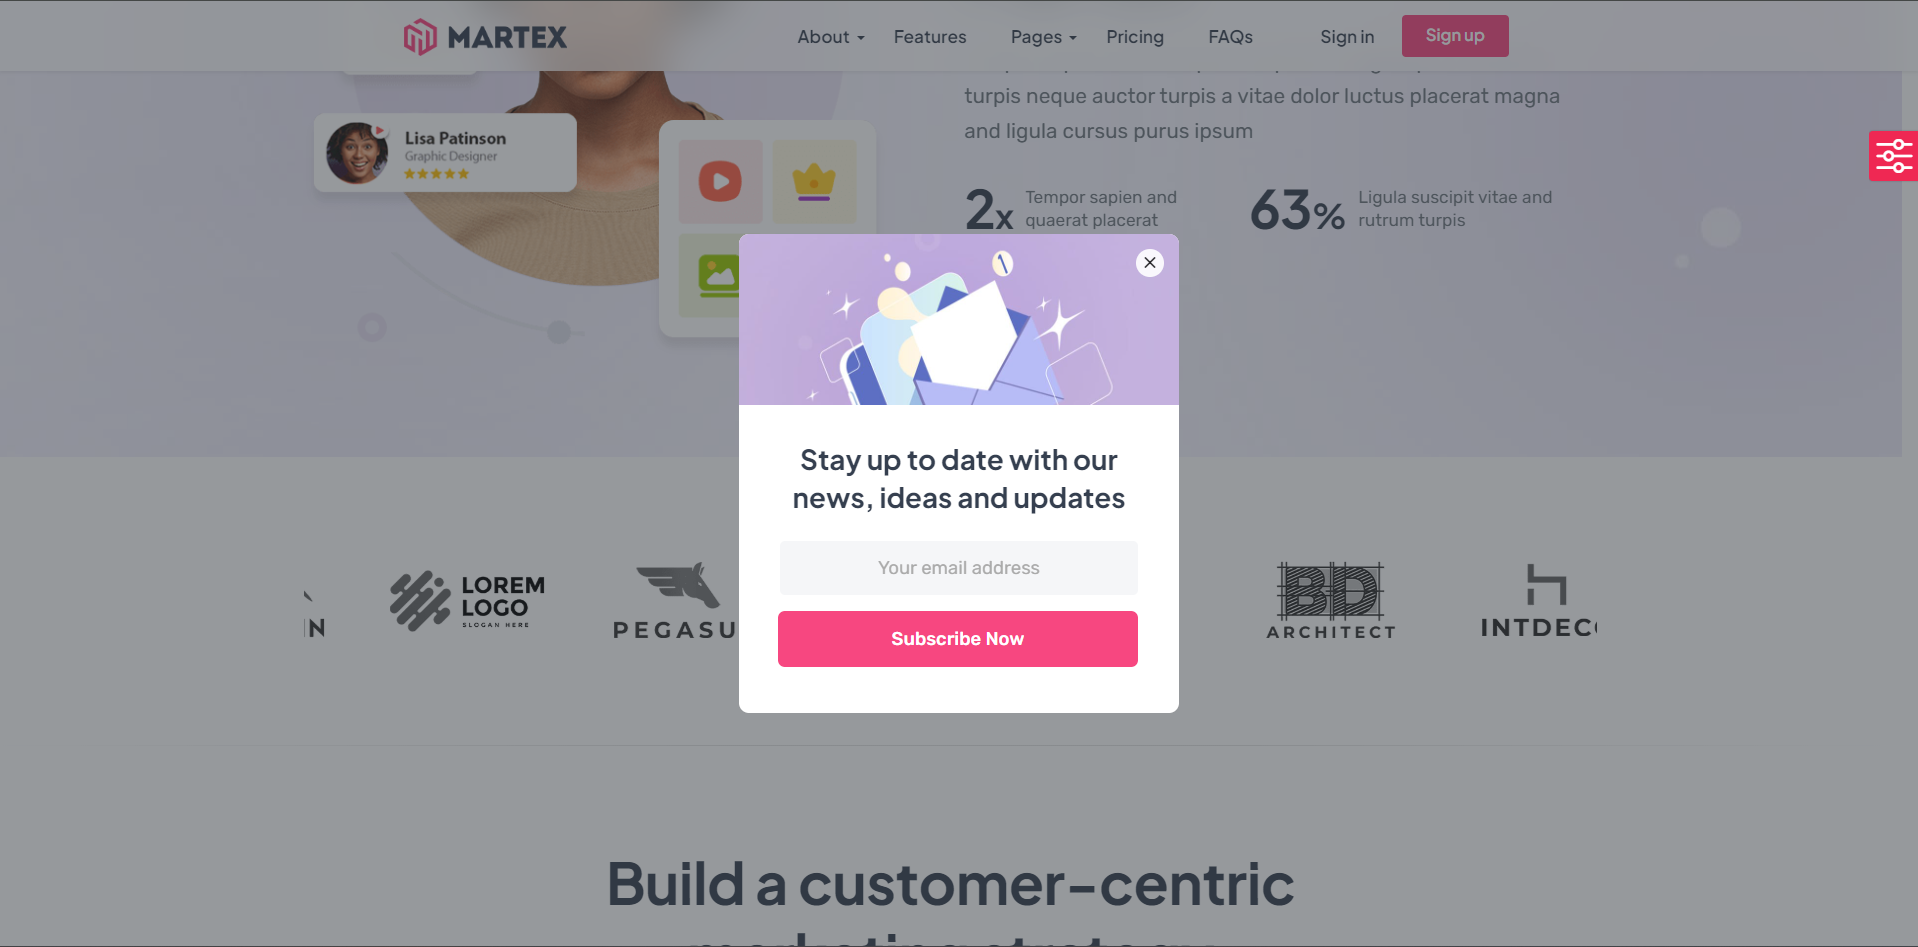 MARTEX
About
Features
Pages
Pricing
FAQs
Sign in
Sign up
turpis neque auctor turpis a vitae dolor luctus placerat magna
and ligula cursus purus ipsum
Lisa Patinson
Graphic Designer
2x
Tempor sapien and
quaerat placerat
63%
Ligula suscipit vitae and
rutrum turpis
Stay up to date with our
news, ideas and updates
Your email address
Subscribe Now
IN
LOREM
LOGO
SLOGAN HERE
PEGASU
BD
ARCHITECT
INTDEC
Build a customer-centric